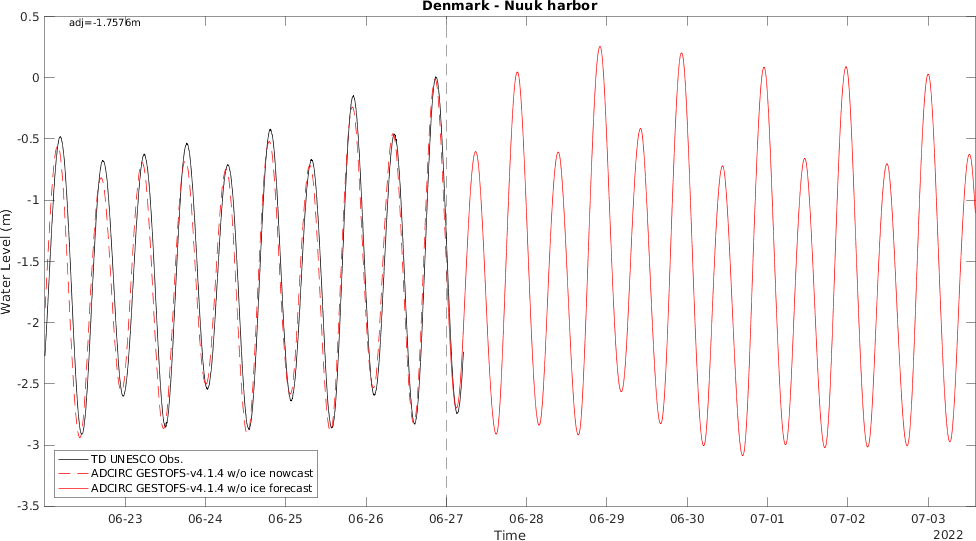 Denmark - Nuuk harbor
adj=-1.7576m
0.5
0
-0.5
-1
-1.5
-2
-2.5
-3
-3.5
Water Level (m)
TD UNESCO Obs.
ADCIRC GESTOFS-v4.1.4 w/o ice nowcast
ADCIRC GESTOFS-v4.1.4 w/o ice forecast
06-23 06-24 06-25 06-26 06-27 06-28 06-29 06-30 07-01 07-02 07-03
Time
2022